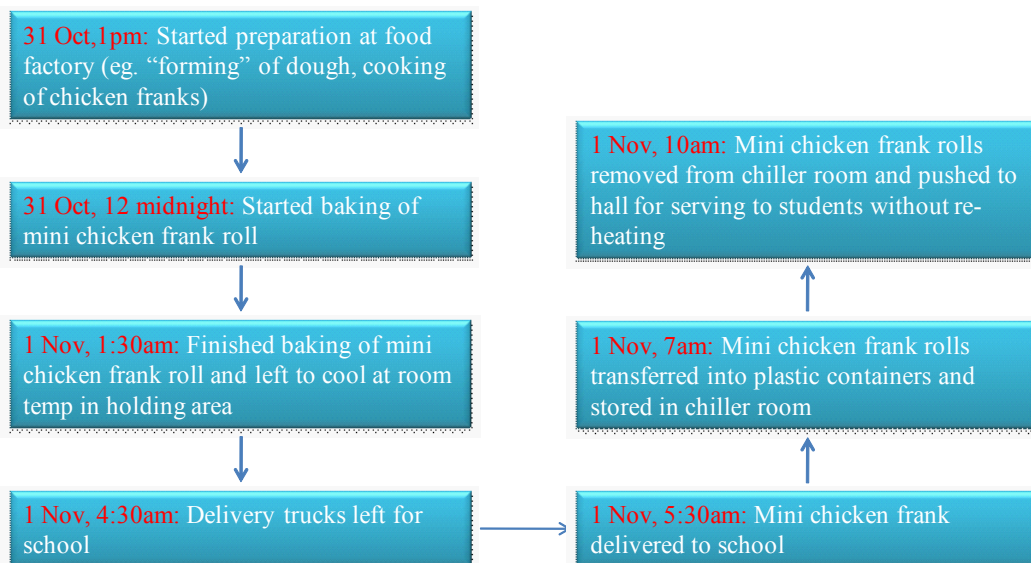 31 Oct,1pm: Started preparation at food
factory (eg. “forming” of dough, cooking
of chicken franks)
31 Oct, 12 midnight: Started baking of
mini chicken frank roll
1 Nov, 1:30am: Finished baking of mini
chicken frank roll and left to cool at room
temp in holding area
1 Nov, 4:30am: Delivery trucks left for
school
1 Nov, 5:30am: Mini chicken frank
delivered to school
1 Nov, 7am: Mini chicken frank rolls
transferred into plastic containers and
stored in chiller room
1 Nov, 10am: Mini chicken frank rolls
removed from chiller room and pushed to
hall for serving to students without re-
heating